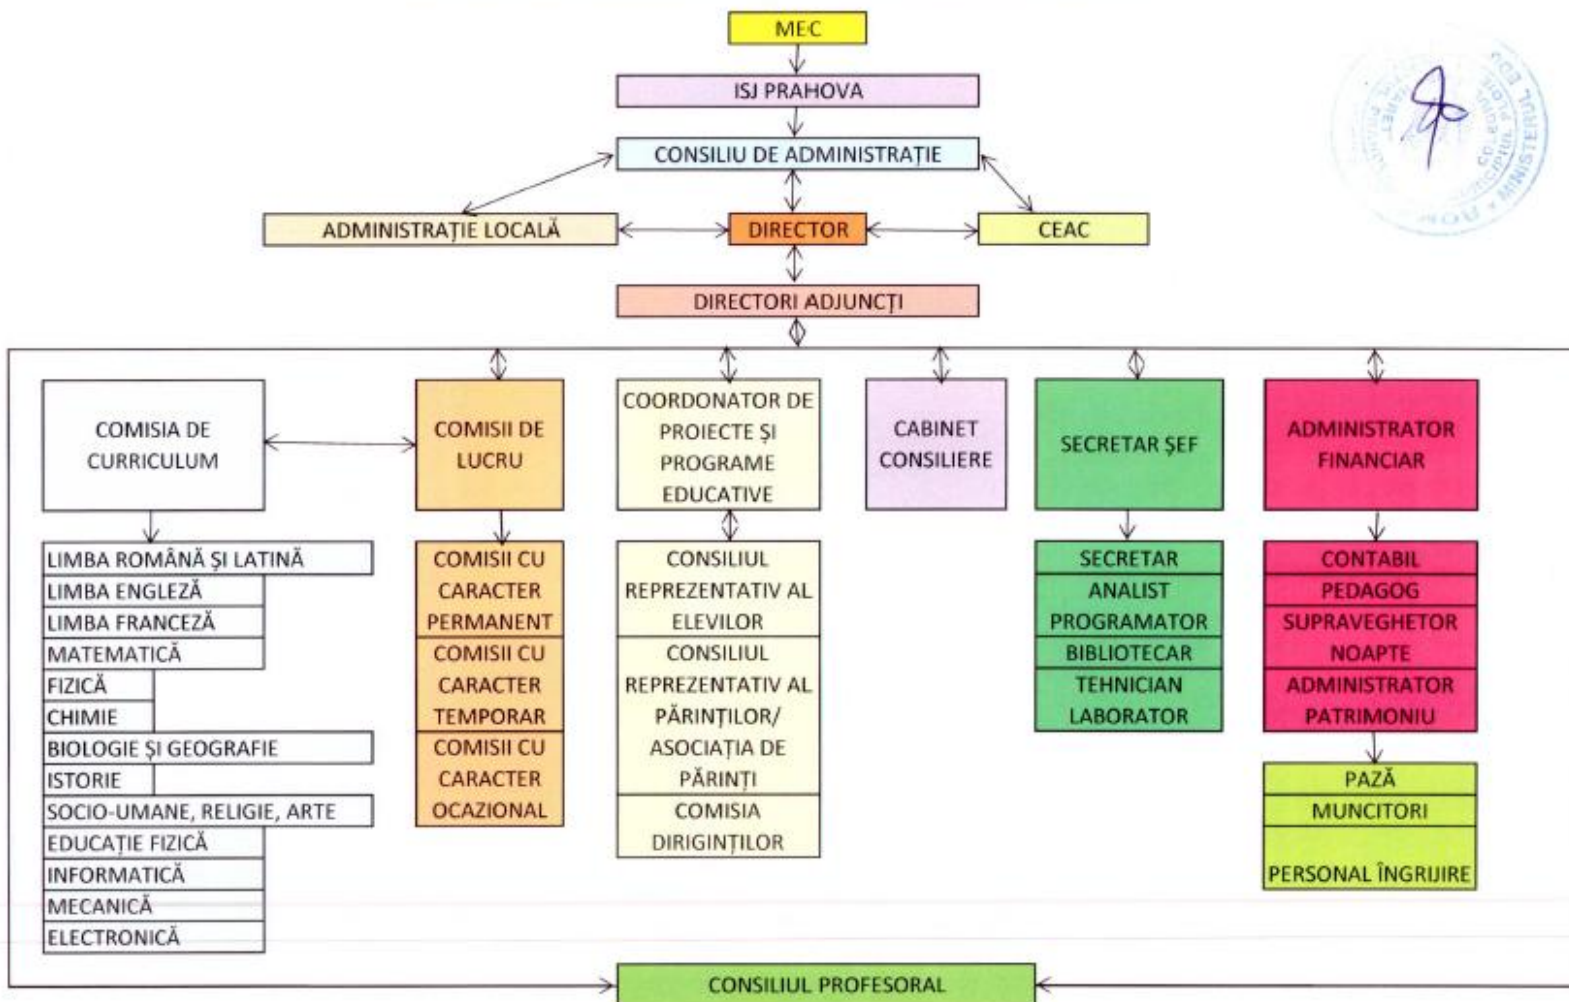 MEC
ISJ PRAHOVA
CONSILIU DE ADMINISTRAȚIE
ADMINISTRAȚIE LOCALĂ
DIRECTOR
CEAC
DIRECTORI ADJUNCȚI
COMISIA DE
CURRICULUM
COMISII DE
LUCRU
COORDONATOR DE
PROIECTE ȘI
PROGRAME
EDUCATIVE
CABINET
CONSILIERE
SECRETAR ȘEF
ADMINISTRATOR
FINANCIAR
LIMBA ROMÂNĂ ȘI LATINĂ
LIMBA ENGLEZĂ
LIMBA FRANCEZĂ
MATEMATICĂ
FIZICĂ
CHIMIE
BIOLOGIE ȘI GEOGRAFIE
ISTORIE
SOCIO-UMANE, RELIGIE, ARTE
EDUCAȚIE FIZICĂ
INFORMATICĂ
MECANICĂ
ELECTRONICĂ
COMISII CU
CARACTER
PERMANENT
COMISII CU
CARACTER
TEMPORAR
COMISII CU
CARACTER
OCAZIONAL
CONSILIUL
REPREZENTATIV AL
ELEVILOR
CONSILIUL
REPREZENTATIV AL
PĂRINȚILOR/
ASOCIAȚIA DE
PĂRINȚI
COMISIA
DIRIGINȚILOR
SECRETAR
ANALIST
PROGRAMATOR
BIBLIOTECAR
TEHNICIAN
LABORATOR
CONTABIL
PEDAGOG
SUPRAVEGHETOR
NOAPTE
ADMINISTRATOR
PATRIMONIU
PAZĂ
MUNCITORI
PERSONAL ÎNGRIJIRE
CONSILIUL PROFESORAL
MINISTERUL EDU